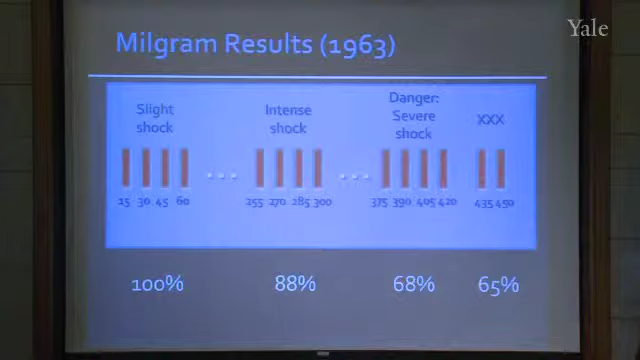 Yale
Milgram Results (1963)
Slight
shock
Intense
shock
Danger:
Severe
shock
XXX
15 30 45 60
... 
255 270 285 300
...
375 390 405 420
435 450
100% 88% 68% 65%